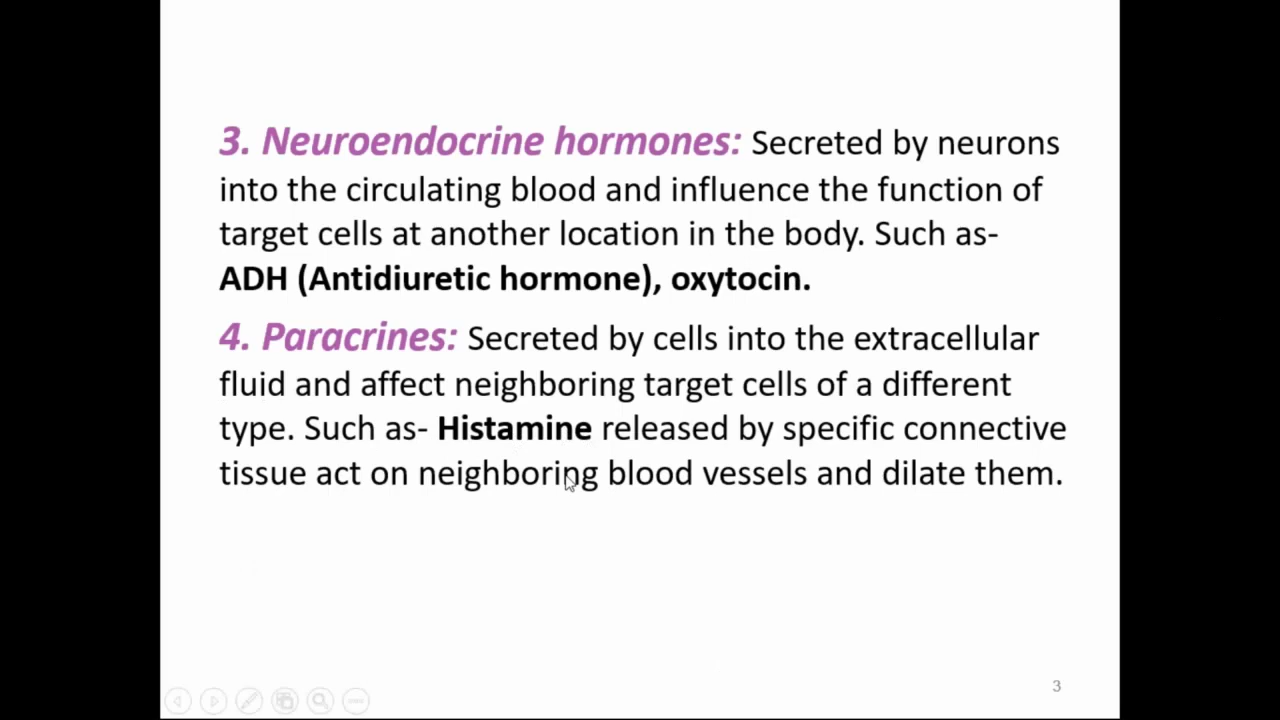 3. Neuroendocrine hormones: Secreted by neurons
into the circulating blood and influence the function of
target cells at another location in the body. Such as-
ADH (Antidiuretic hormone), oxytocin.
4. Paracrines: Secreted by cells into the extracellular
fluid and affect neighboring target cells of a different
type. Such as- Histamine released by specific connective
tissue act on neighboring blood vessels and dilate them.
3